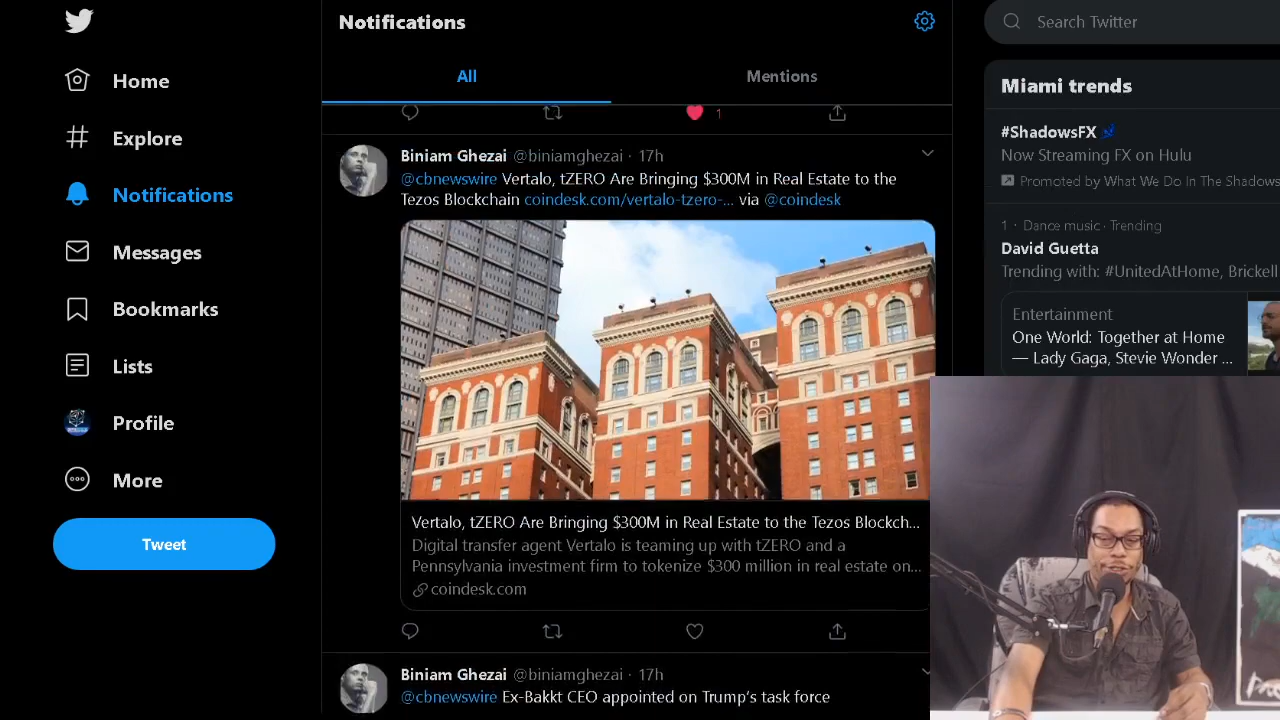 Home
Explore
Notifications
Messages
Bookmarks
Lists
Profile
More
Tweet
Notifications
All
Mentions
1
Biniam Ghezai @biniamghezai · 17h
@cbnewswire Vertalo, tZERO Are Bringing $300M in Real Estate to the
Tezos Blockchain coindesk.com/vertalo-tzero-... via @coindesk
Vertalo, tZERO Are Bringing $300M in Real Estate to the Tezos Blockch...
Digital transfer agent Vertalo is teaming up with tZERO and a
Pennsylvania investment firm to tokenize $300 million in real estate on...
coindesk.com
Biniam Ghezai @biniamghezai · 17h
@cbnewswire Ex-Bakkt CEO appointed on Trump’s task force
Search Twitter
Miami trends
#ShadowsFX
Now Streaming FX on Hulu
Promoted by What We Do In The Shadows
1 · Dance music · Trending
David Guetta
Trending with: #UnitedAtHome, Brickell
Entertainment
One World: Together at Home
— Lady Gaga, Stevie Wonder ...